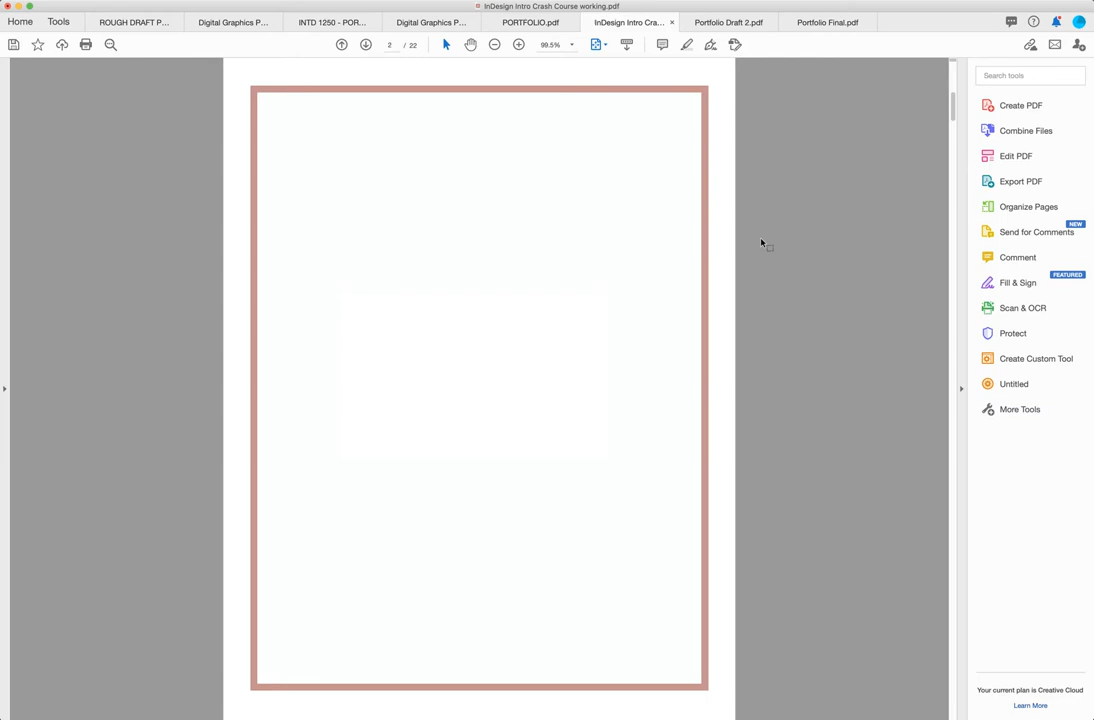 InDesign Intro Crash Course working.pdf
Home
Tools
ROUGH DRAFT P...
Digital Graphics P...
INTD 1250 - POR...
Digital Graphics P...
PORTFOLIO.pdf
InDesign Intro Cra... ×
Portfolio Draft 2.pdf
Portfolio Final.pdf
2 / 22
99.5%
Search tools
Create PDF
Combine Files
Edit PDF
Export PDF
Organize Pages
NEW
Send for Comments
Comment
FEATURED
Fill & Sign
Scan & OCR
Protect
Create Custom Tool
Untitled
More Tools
Your current plan is Creative Cloud
Learn More